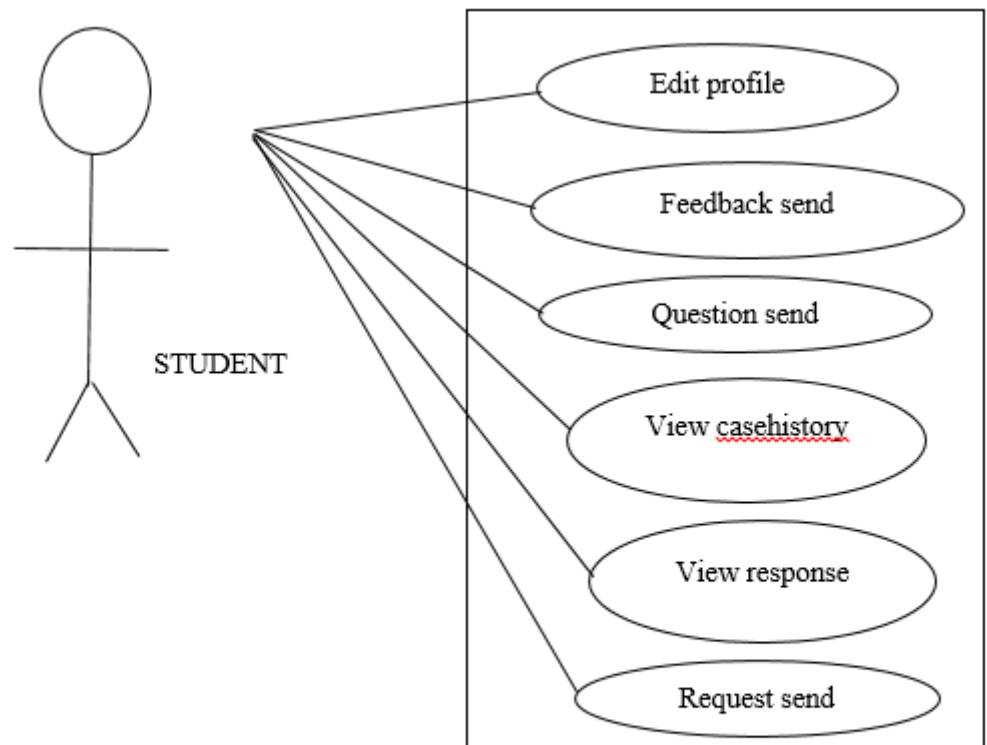 Edit profile
Feedback send
Question send
STUDENT
View casehistory
View response
Request send